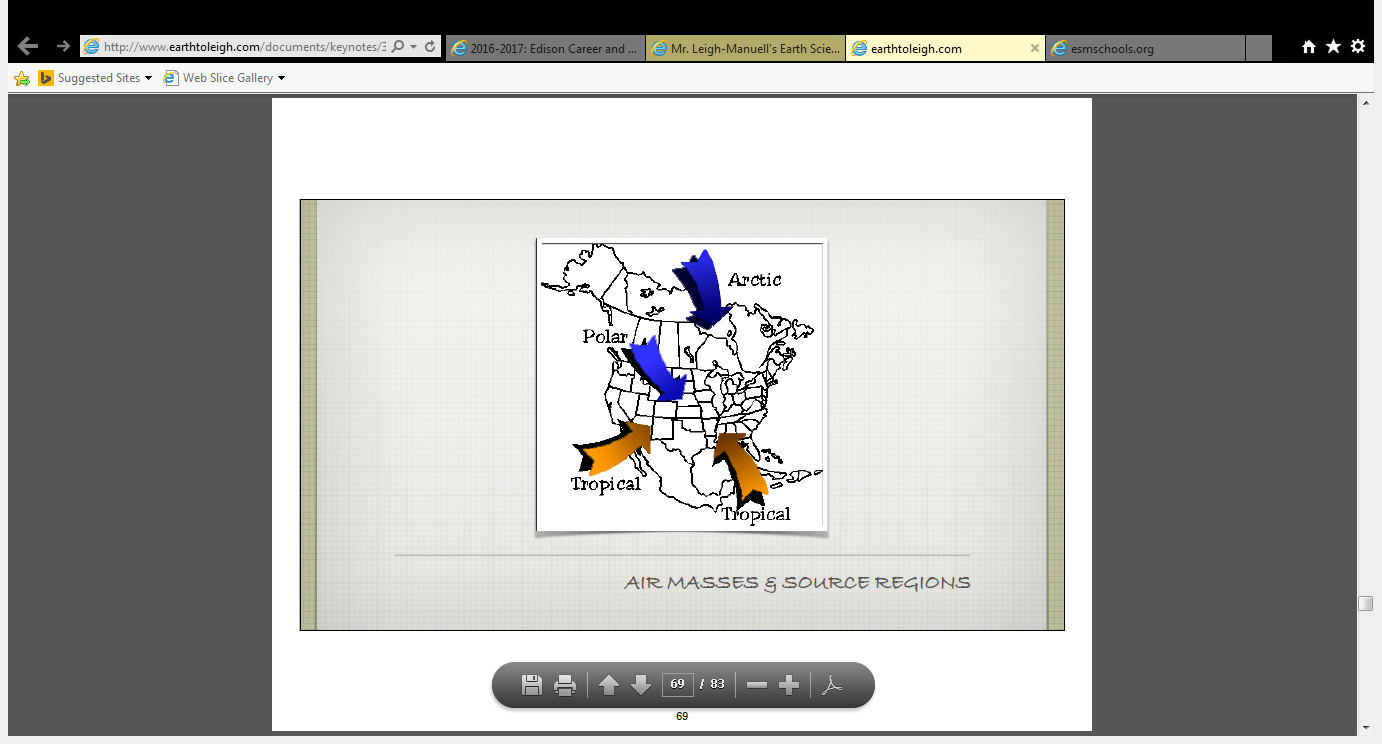 http://www.earthtoleigh.com/documents/keynotes/3
2016-2017: Edison Career and ...
Mr. Leigh-Manuell's Earth Scie...
earthtoleigh.com
esmschools.org
Suggested Sites
Web Slice Gallery
Arctic
Polar
Tropical
Tropical
AIR MASSES & SOURCE REGIONS
69 / 83
69